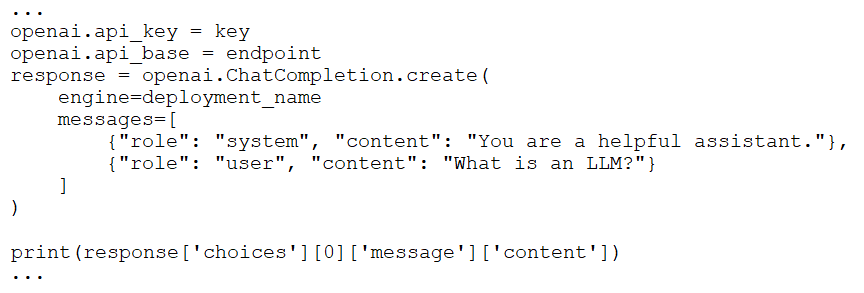 ...
openai.api_key = key
openai.api_base = endpoint
response = openai.ChatCompletion.create(
    engine=deployment_name
    messages=[
        {"role": "system", "content": "You are a helpful assistant."},
        {"role": "user", "content": "What is an LLM?"}
    ]
)

print(response['choices'][0]['message']['content'])
...